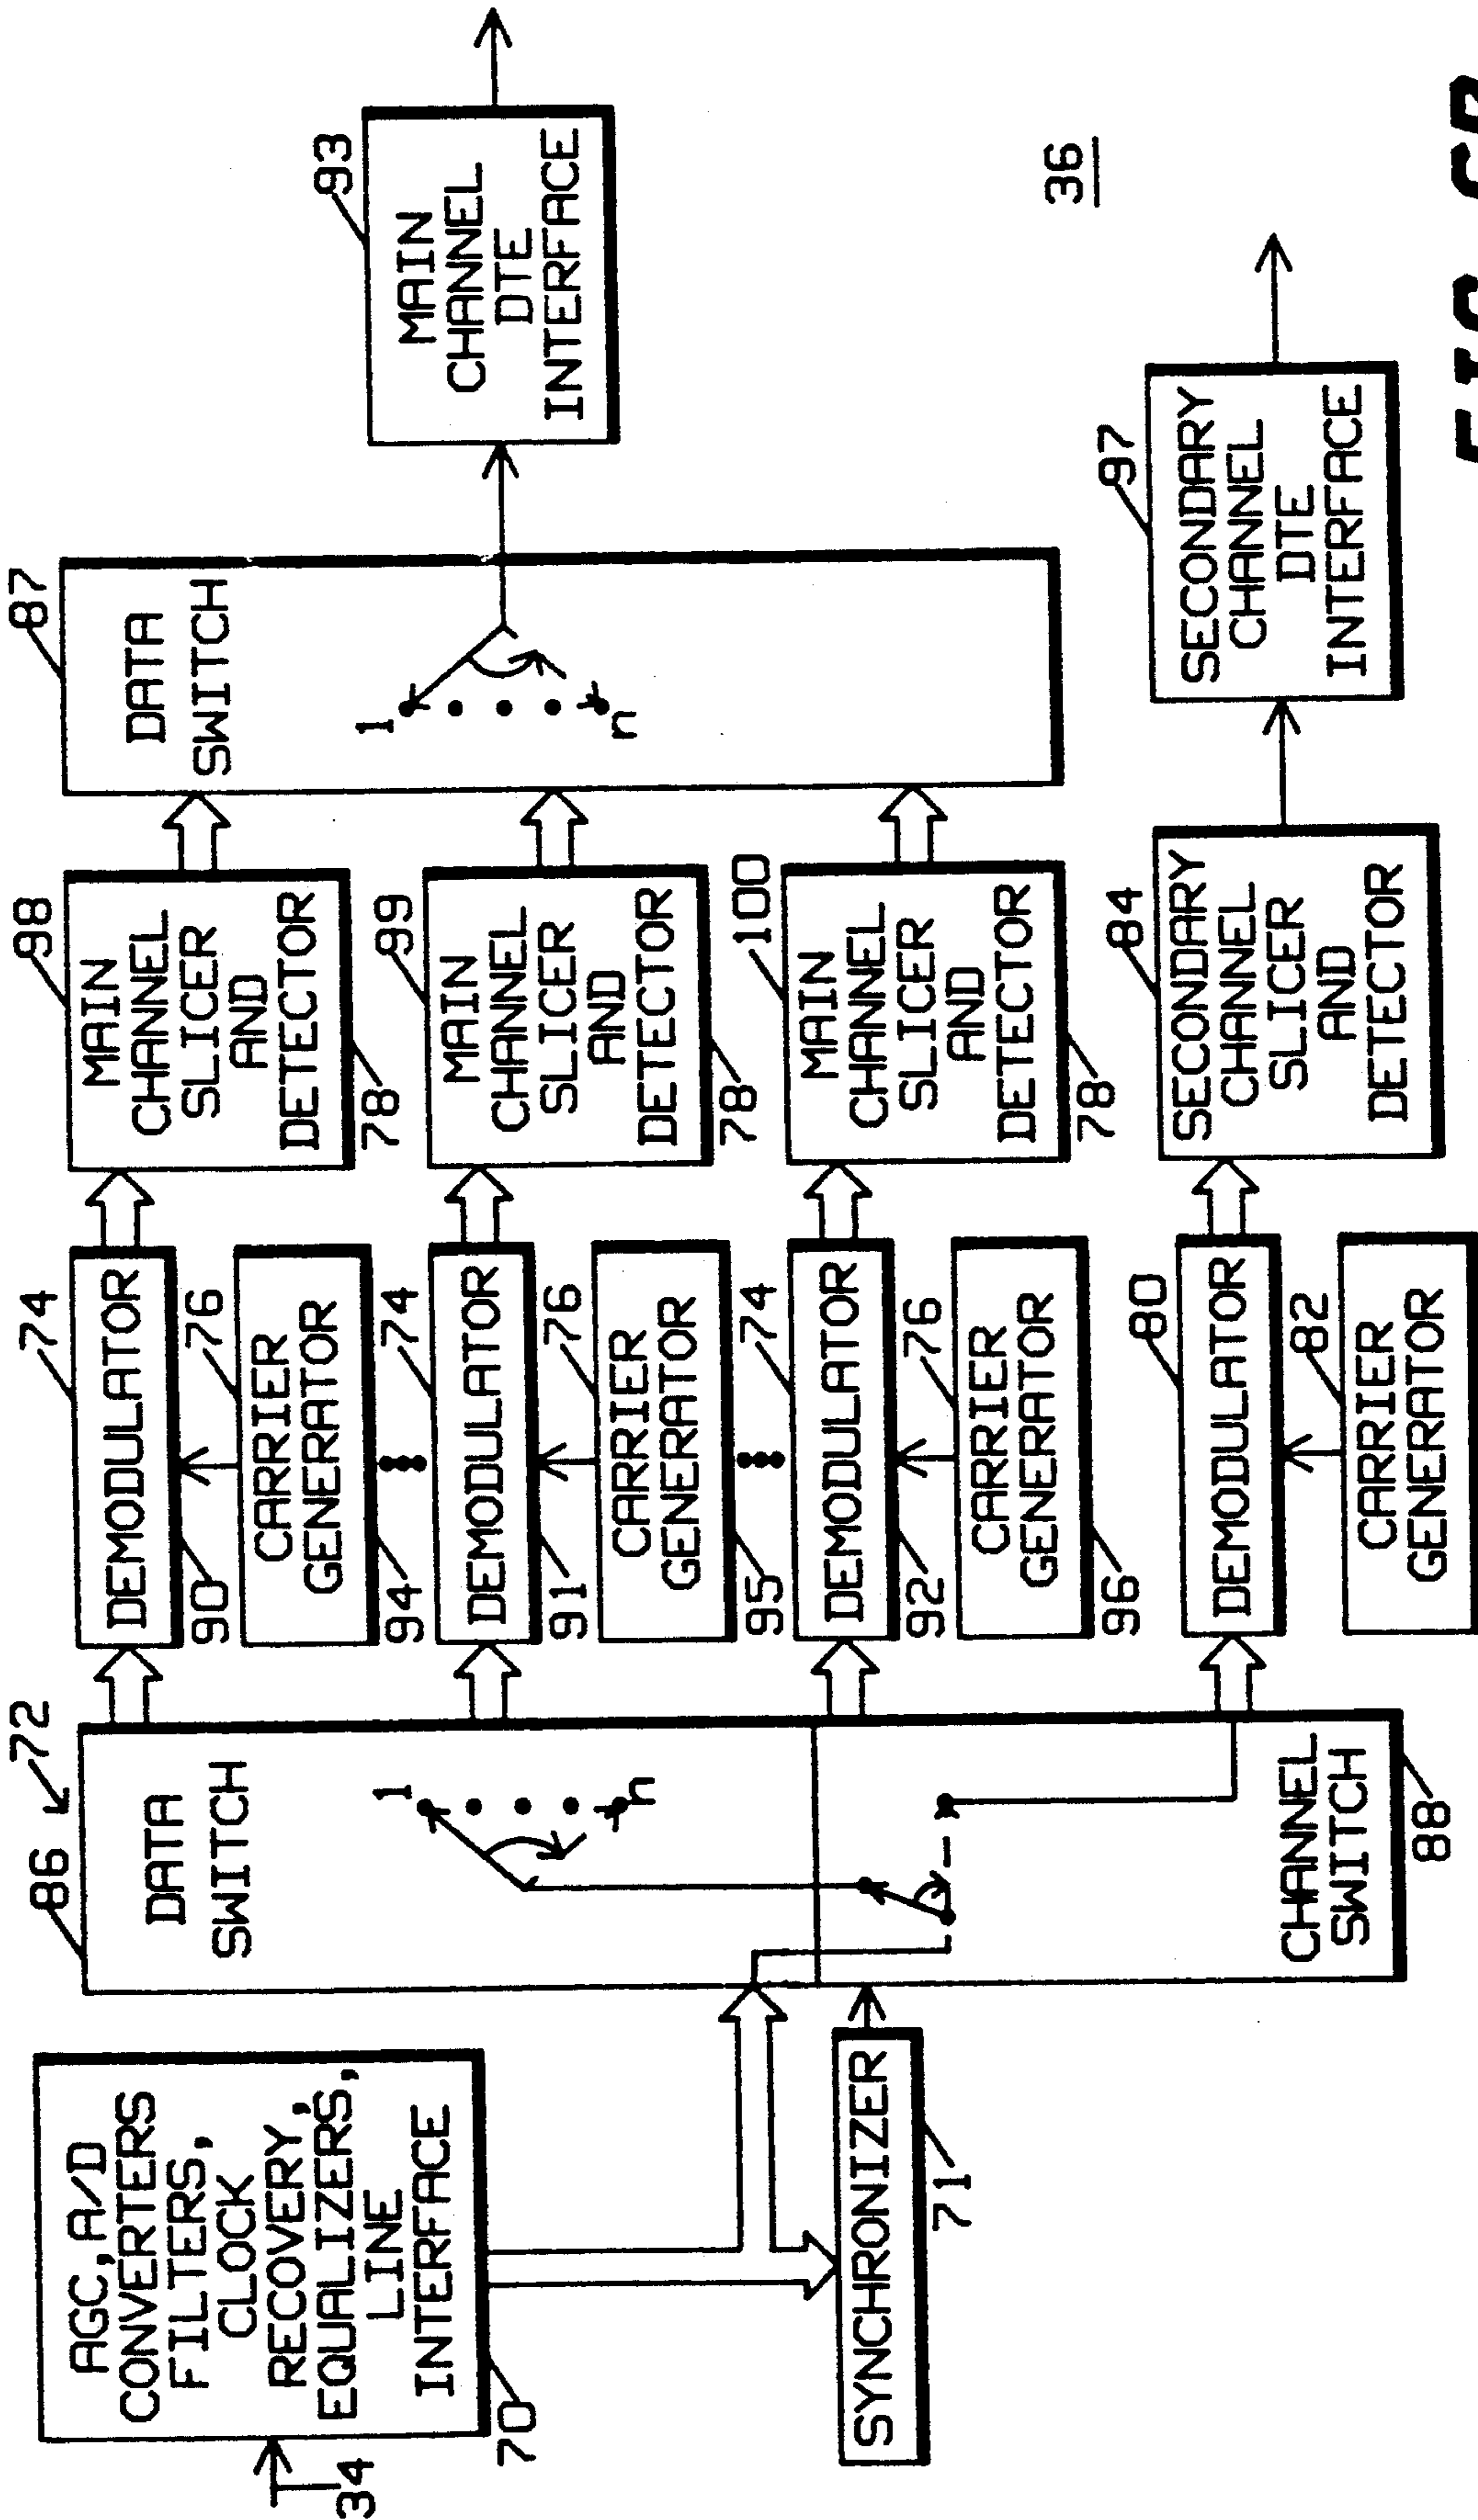 34
AGC, A/D
CONVERTERS
FILTERS,
CLOCK
RECOVERY,
EQUALIZERS,
LINE
INTERFACE
70
SYNCHRONIZER
71
86
72
DATA
SWITCH
1
n
CHANNEL
SWITCH
88
74
DEMODULATOR
90
76
CARRIER
GENERATOR
94
74
DEMODULATOR
91
76
CARRIER
GENERATOR
95
74
DEMODULATOR
92
76
CARRIER
GENERATOR
96
80
DEMODULATOR
82
CARRIER
GENERATOR
98
MAIN
CHANNEL
SLICER
AND
DETECTOR
78
99
MAIN
CHANNEL
SLICER
AND
DETECTOR
78
100
MAIN
CHANNEL
SLICER
AND
DETECTOR
78
84
SECONDARY
CHANNEL
SLICER
AND
DETECTOR
87
DATA
SWITCH
1
n
93
MAIN
CHANNEL
DTE
INTERFACE
97
SECONDARY
CHANNEL
DTE
INTERFACE
36